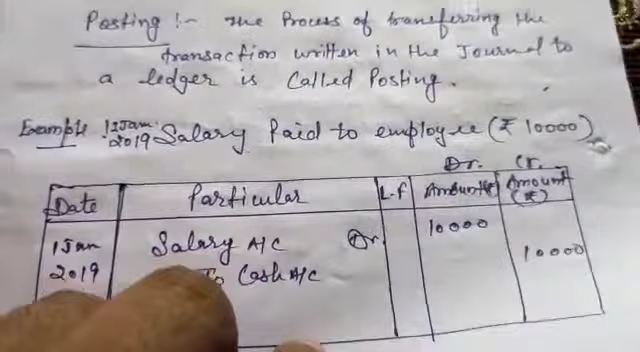 Posting :- The Process of transferring the
transaction written in the Journal to
a ledger is Called Posting.
Example 1 Jan 2019 Salary Paid to employee (₹ 10000)
Dr. Cr.
Date Particular L.F Amount(₹) Amount (₹)
1 Jan Salary A/C Dr. 10000
2019 To Cash A/C 10000